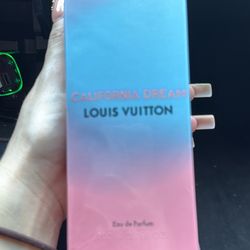 CALIFORNIA DREAM
LOUIS VUITTON
Eau de Parfum